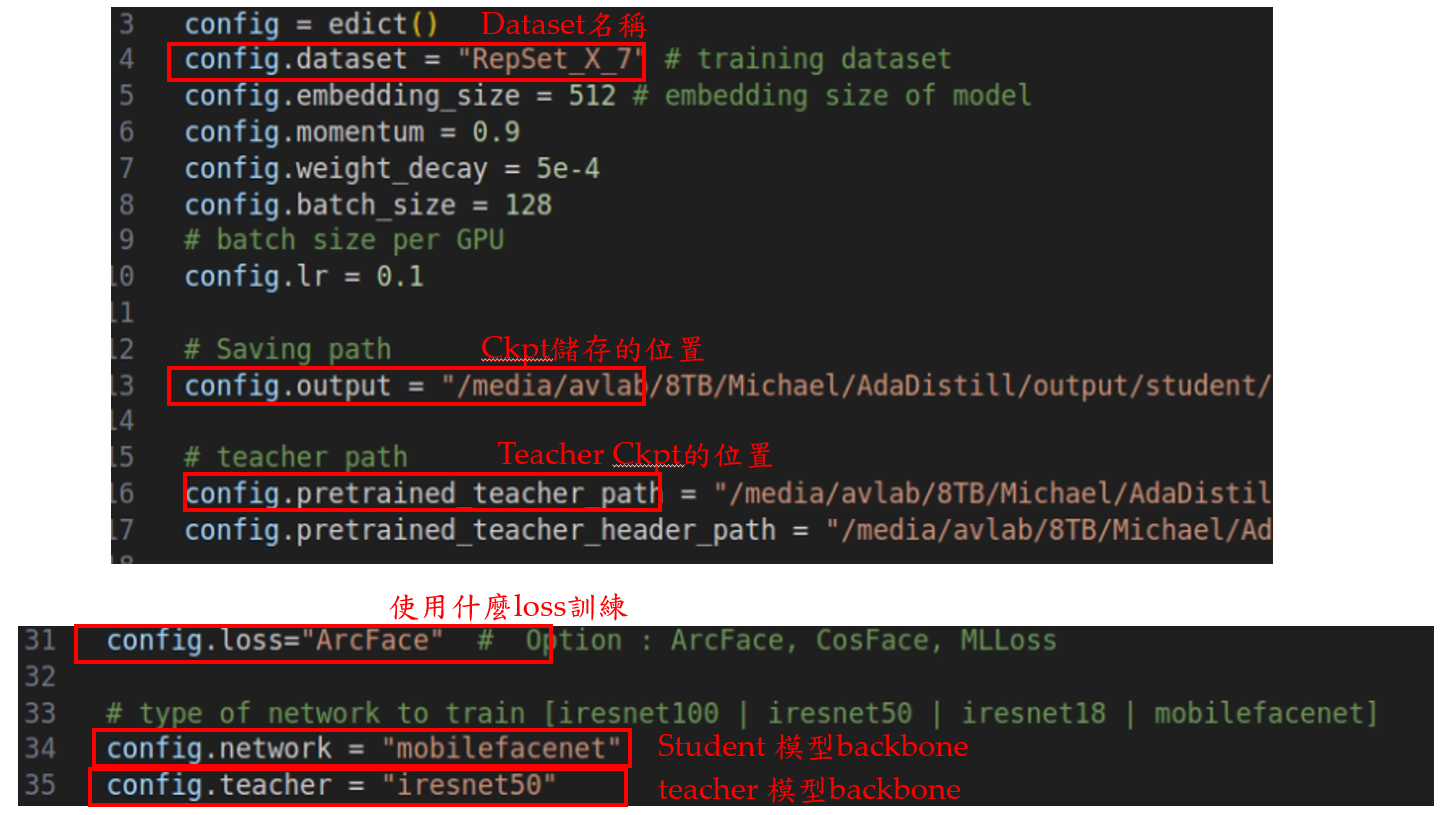 3 config = edict() Dataset名稱
4 config.dataset = "RepSet_X_7" # training dataset
5 config.embedding_size = 512 # embedding size of model
6 config.momentum = 0.9
7 config.weight_decay = 5e-4
8 config.batch_size = 128
9 # batch size per GPU
10 config.lr = 0.1
11
12 # Saving path Ckpt儲存的位置
13 config.output = "/media/avlab/8TB/Michael/AdaDistill/output/student/
14
15 # teacher path Teacher Ckpt的位置
16 config.pretrained_teacher_path = "/media/avlab/8TB/Michael/AdaDistil
17 config.pretrained_teacher_header_path = "/media/avlab/8TB/Michael/Ad
18
使用什麼loss訓練
31 config.loss="ArcFace" # Option : ArcFace, CosFace, MLLoss
32
33 # type of network to train [iresnet100 | iresnet50 | iresnet18 | mobilefacenet]
34 config.network = "mobilefacenet" Student 模型backbone
35 config.teacher = "iresnet50" teacher 模型backbone